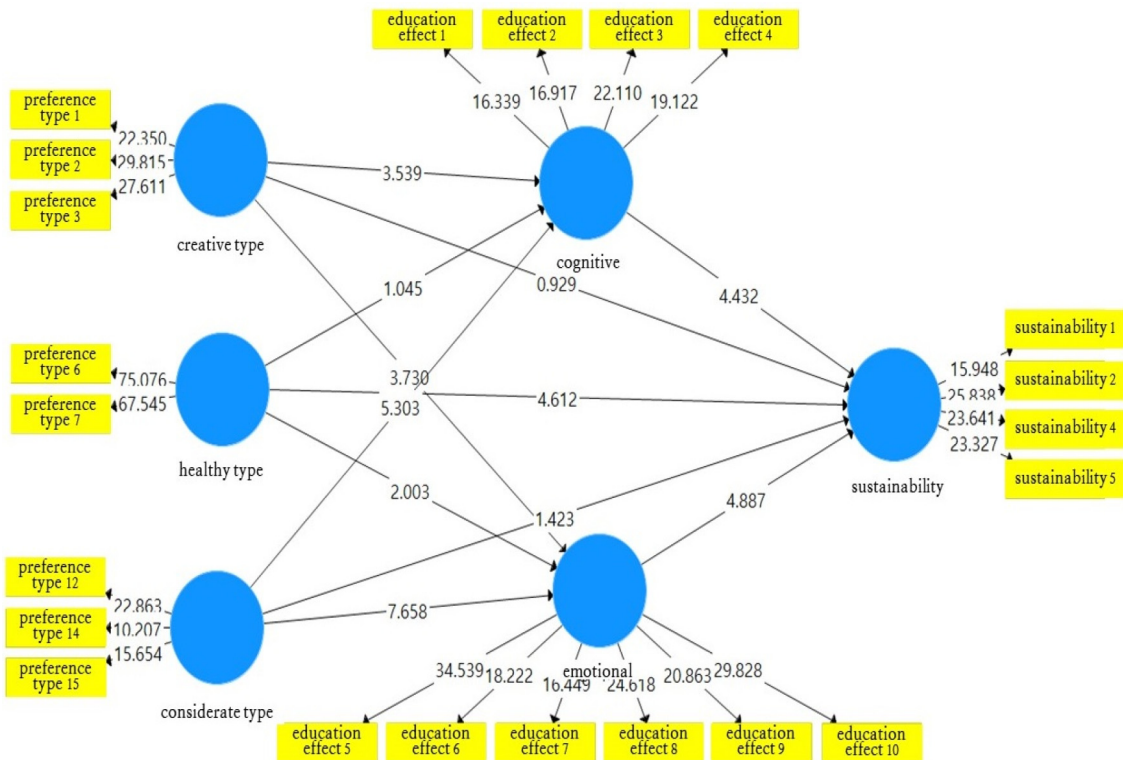 education
effect 1
education
effect 2
education
effect 3
education
effect 4
16.339
16.917
22.110
19.122
preference
type 1
preference
type 2
preference
type 3
22.350
29.815
27.611
creative type
3.539
cognitive
1.045
0.929
4.432
preference
type 6
preference
type 7
75.076
67.545
healthy type
3.730
5.303
4.612
2.003
1.423
4.887
sustainability 1
sustainability 2
sustainability 4
sustainability 5
15.948
25.838
23.641
23.327
sustainability
preference
type 12
preference
type 14
preference
type 15
22.863
10.207
15.654
considerate type
7.658
emotional
34.539
18.222
16.449
24.618
20.863
29.828
education
effect 5
education
effect 6
education
effect 7
education
effect 8
education
effect 9
education
effect 10